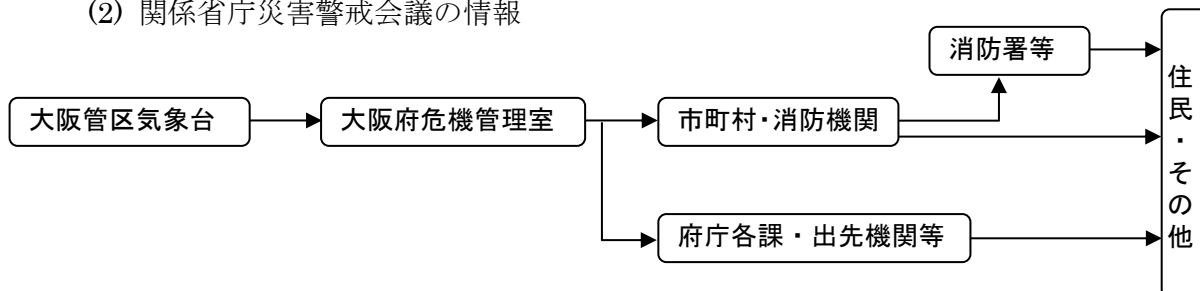 (2) 関係省庁災害警戒会議の情報
消防署等
大阪管区気象台
大阪府危機管理室
市町村・消防機関
府庁各課・出先機関等
住民・その他